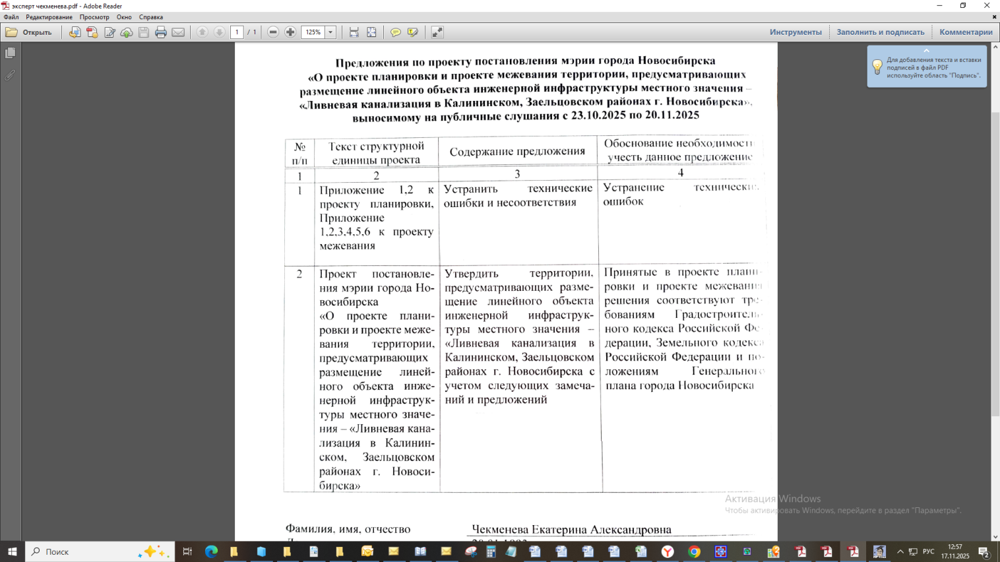 эксперт чекменева.pdf - Adobe Reader
Файл Редактирование Просмотр Окно Справка
Открыть 1 / 1 125% Инструменты Заполнить и подписать Комментарии
Для добавления текста и вставки
подписей в файл PDF
используйте область "Подпись".
Предложения по проекту постановления мэрии города Новосибирска
«О проекте планировки и проекте межевания территории, предусматривающих
размещение линейного объекта инженерной инфраструктуры местного значения –
«Ливневая канализация в Калининском, Заельцовском районах г. Новосибирска»,
выносимому на публичные слушания с 23.10.2025 по 20.11.2025
№
п/п
Текст структурной
единицы проекта
Содержание предложения
Обоснование необходимости
учесть данное предложение
1 2 3 4
1
Приложение 1,2 к
проекту планировки,
Приложение
1,2,3,4,5,6 к проекту
межевания
Устранить технические
ошибки и несоответствия
Устранение технически
ошибок
2
Проект постановле-
ния мэрии города Но-
восибирска
«О проекте плани-
ровки и проекте меже-
вания территории,
предусматривающих
размещение линей-
ного объекта инже-
нерной инфраструк-
туры местного значе-
ния – «Ливневая кана-
лизация в Калинин-
ском, Заельцовском
районах г. Новоси-
бирска»
Утвердить территории,
предусматривающих разме-
щение линейного объекта
инженерной инфраструк-
туры местного значения –
«Ливневая канализация в
Калининском, Заельцовском
районах г. Новосибирска с
учетом следующих замеча-
ний и предложений
Принятые в проекте плани-
ровки и проекте межевания
решения соответствуют тре-
бованиям Градостроитель-
ного кодекса Российской Фе-
дерации, Земельного кодекса
Российской Федерации и по-
ложениям Генерального
плана города Новосибирска
Фамилия, имя, отчество Чекменева Екатерина Александровна
Активация Windows
Чтобы активировать Windows, перейдите в раздел "Параметры".
Поиск
РУС
12:57
17.11.2025
2